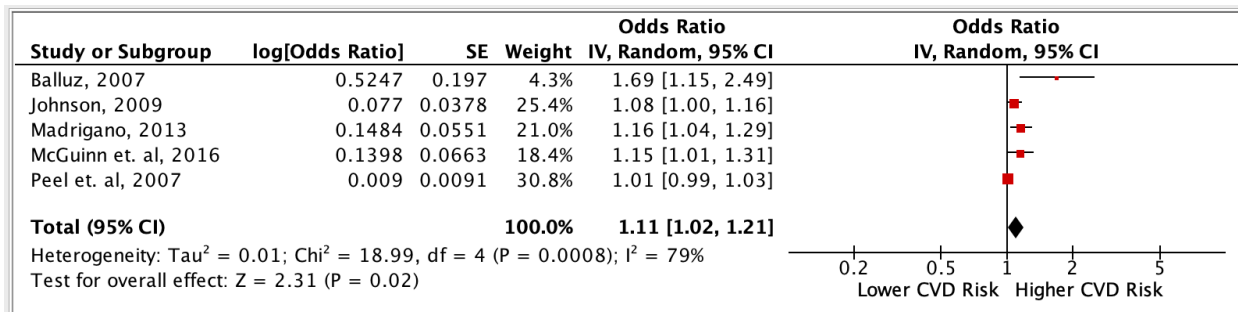 Odds Ratio Odds Ratio
Study or Subgroup log[Odds Ratio] SE Weight IV, Random, 95% CI IV, Random, 95% CI
Balluz, 2007 0.5247 0.197 4.3% 1.69 [1.15, 2.49]
Johnson, 2009 0.077 0.0378 25.4% 1.08 [1.00, 1.16]
Madrigano, 2013 0.1484 0.0551 21.0% 1.16 [1.04, 1.29]
McGuinn et. al, 2016 0.1398 0.0663 18.4% 1.15 [1.01, 1.31]
Peel et. al, 2007 0.009 0.0091 30.8% 1.01 [0.99, 1.03]
Total (95% CI) 100.0% 1.11 [1.02, 1.21]
Heterogeneity: Tau² = 0.01; Chi² = 18.99, df = 4 (P = 0.0008); I² = 79%
Test for overall effect: Z = 2.31 (P = 0.02)
0.2 0.5 1 2 5
Lower CVD Risk Higher CVD Risk